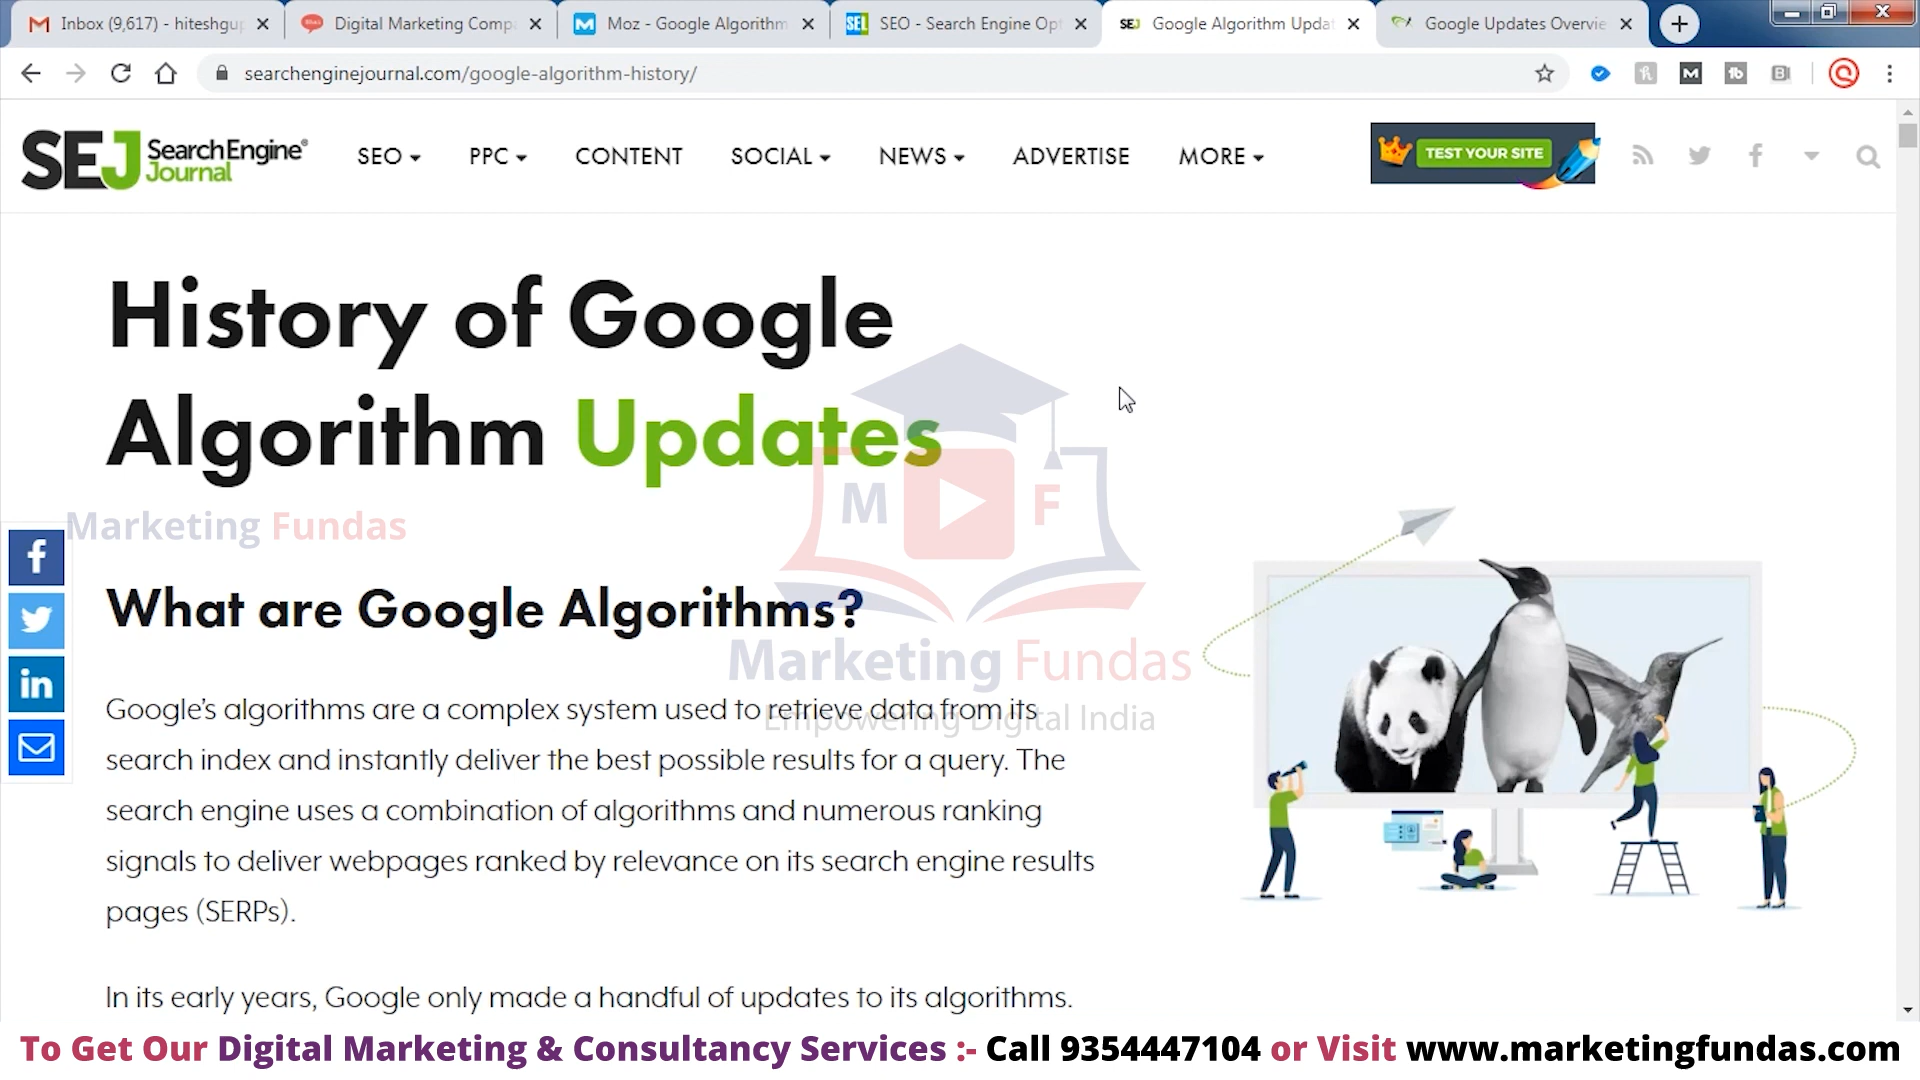 Inbox (9,617) - hiteshgup
Digital Marketing Comp
Moz - Google Algorithm
SEO - Search Engine Opt
Google Algorithm Updat
Google Updates Overvie
searchenginejournal.com/google-algorithm-history/
SEJ Search Engine® Journal
SEO
PPC
CONTENT
SOCIAL
NEWS
ADVERTISE
MORE
TEST YOUR SITE
History of Google
Algorithm Updates
M F
Marketing Fundas
What are Google Algorithms?
Marketing Fundas
Empowering Digital India
Google's algorithms are a complex system used to retrieve data from its
search index and instantly deliver the best possible results for a query. The
search engine uses a combination of algorithms and numerous ranking
signals to deliver webpages ranked by relevance on its search engine results
pages (SERPs).
In its early years, Google only made a handful of updates to its algorithms.
To Get Our Digital Marketing & Consultancy Services :- Call 9354447104 or Visit www.marketingfundas.com